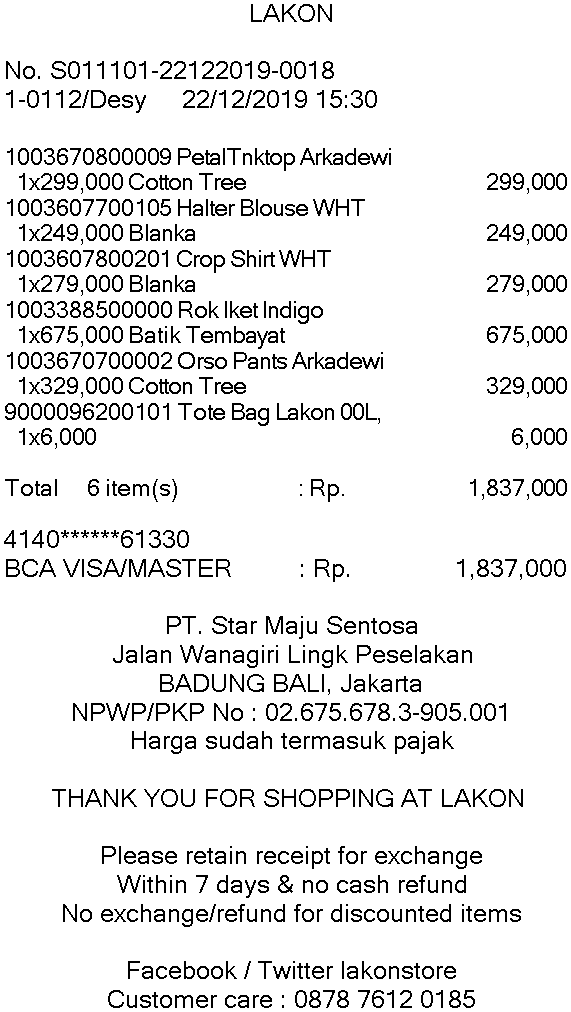 LAKON
No. S011101-22122019-0018
1-0112/Desy 22/12/2019 15:30
1003670800009 PetalTnktop Arkadewi
1x299,000 Cotton Tree 299,000
1003607700105 Halter Blouse WHT
1x249,000 Blanka 249,000
1003607800201 Crop Shirt WHT
1x279,000 Blanka 279,000
1003388500000 Rok Iket Indigo
1x675,000 Batik Tembayat 675,000
1003670700002 Orso Pants Arkadewi
1x329,000 Cotton Tree 329,000
9000096200101 Tote Bag Lakon 00L,
1x6,000 6,000
Total 6 item(s) : Rp. 1,837,000
4140******61330
BCA VISA/MASTER : Rp. 1,837,000
PT. Star Maju Sentosa
Jalan Wanagiri Lingk Peselakan
BADUNG BALI, Jakarta
NPWP/PKP No : 02.675.678.3-905.001
Harga sudah termasuk pajak
THANK YOU FOR SHOPPING AT LAKON
Please retain receipt for exchange
Within 7 days & no cash refund
No exchange/refund for discounted items
Facebook / Twitter lakonstore
Customer care : 0878 7612 0185